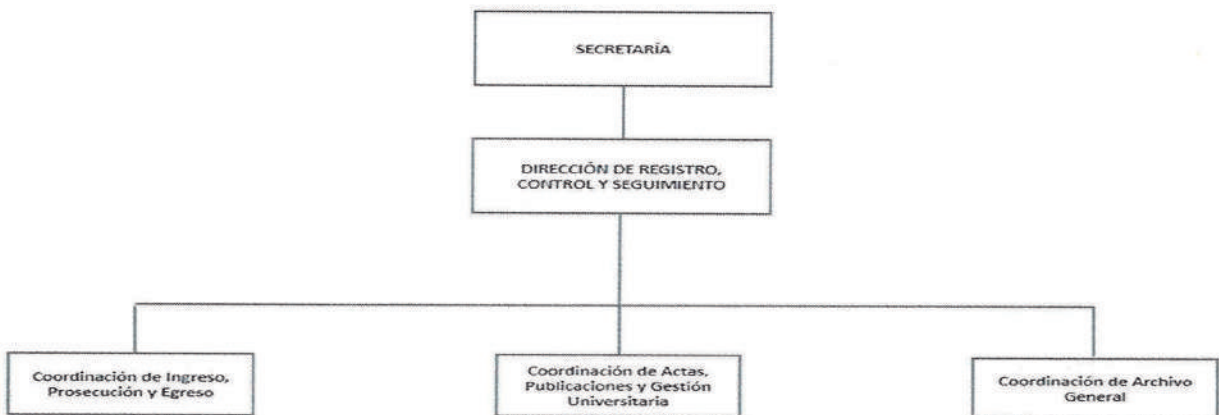 SECRETARÍA
DIRECCIÓN DE REGISTRO,
CONTROL Y SEGUIMIENTO
Coordinación de Ingreso,
Prosecución y Egreso
Coordinación de Actas,
Publicaciones y Gestión
Universitaria
Coordinación de Archivo
General